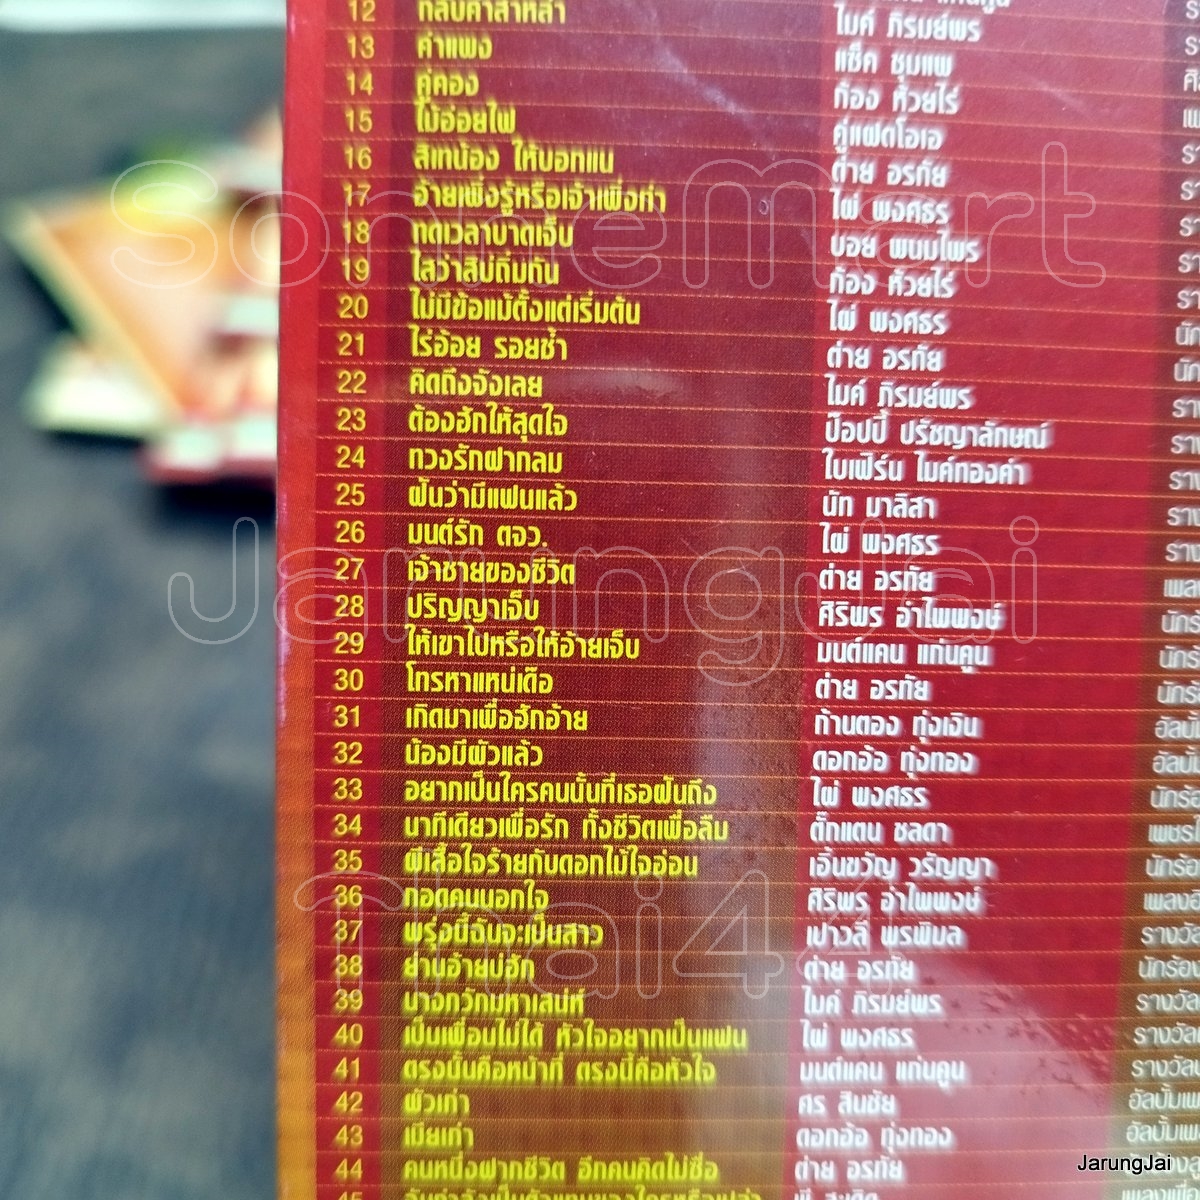 12 กลับคำสาหล่า
13 คำแพง ไมค์ ภิรมย์พร
14 คู่คอง แซ็ค ชุมแพ
15 ไม้อ่อยไฟ ก้อง ห้วยไร่
16 สิเทน้อง ให้บอกแน คู่แฝดโอเอ
17 อ้ายเพิ่งรู้หรือเจ้าเพิ่งทำ ต่าย อรทัย
18 ทดเวลาบาดเจ็บ ไผ่ พงศธร
19 ไสว่าสิบ่ถิ่มกัน บอย พนมไพร
20 ไม่มีข้อแม้ตั้งแต่เริ่มต้น ก้อง ห้วยไร่
21 ไร่อ้อย รอยช้ำ ไผ่ พงศธร
22 คิดถึงจังเลย ต่าย อรทัย
23 ต้องฮักให้สุดใจ ไมค์ ภิรมย์พร
24 ทวงรักฝากลม ป๊อปปี้ ปรัชญาลักษณ์
25 ฝันว่ามีแฟนแล้ว ใบเฟิร์น ไมค์ทองคำ
26 มนต์รัก ตจว. นัท มาลิสา
27 เจ้าชายของชีวิต ไผ่ พงศธร
28 ปริญญาเจ็บ ต่าย อรทัย
29 ให้เขาไปหรือให้อ้ายเจ็บ ศิริพร อำไพพงษ์
30 โทรหาแหน่เด้อ มนต์แคน แก่นคูน
31 เกิดมาเพื่อฮักอ้าย ต่าย อรทัย
32 น้องมีผัวแล้ว ก้านตอง ทุ่งเงิน
33 อยากเป็นใครคนนั้นที่เธอฝันถึง ดอกอ้อ ทุ่งทอง
34 นาทีเดียวเพื่อรัก ทั้งชีวิตเพื่อลืม ไผ่ พงศธร
35 ผีเสื้อใจร้ายกับดอกไม้ใจอ่อน ตั๊กแตน ชลดา
36 กอดคนนอกใจ เอิ้นขวัญ วรัญญา
37 พรุ่งนี้ฉันจะเป็นสาว ศิริพร อำไพพงษ์
38 ย่านอ้ายบ่ฮัก เปาวลี พรพิมล
39 นางกวักมหาเสน่ห์ ต่าย อรทัย
40 เป็นเพื่อนไม่ได้ หัวใจอยากเป็นแฟน ไมค์ ภิรมย์พร
41 ตรงนั้นคือหน้าที่ ตรงนี้คือหัวใจ ไผ่ พงศธร
42 ผัวเก่า มนต์แคน แก่นคูน
43 เมียเก่า ศร สินชัย
44 คนหนึ่งฝากชีวิต อีกคนคิดไม่ซื่อ ดอกอ้อ ทุ่งทอง
ต่าย อรทัย
SonneMart
JarungJai
Thai44
JarungJai